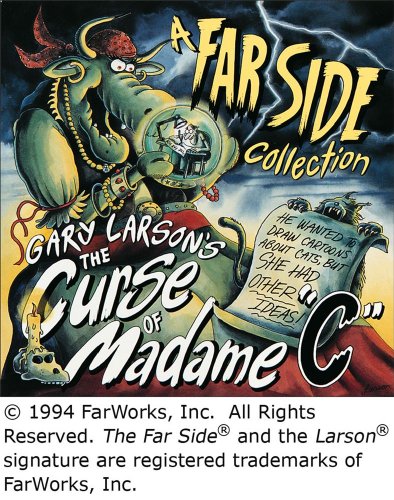 A
FAR SIDE
Collection
GARY LARSON'S
THE
Curse
OF
Madame "C"
HE WANTED TO
DRAW CARTOONS
ABOUT CATS, BUT
SHE HAD
OTHER
IDEAS
Larson
© 1994 FarWorks, Inc.  All Rights
Reserved. The Far Side® and the Larson®
signature are registered trademarks of
FarWorks, Inc.